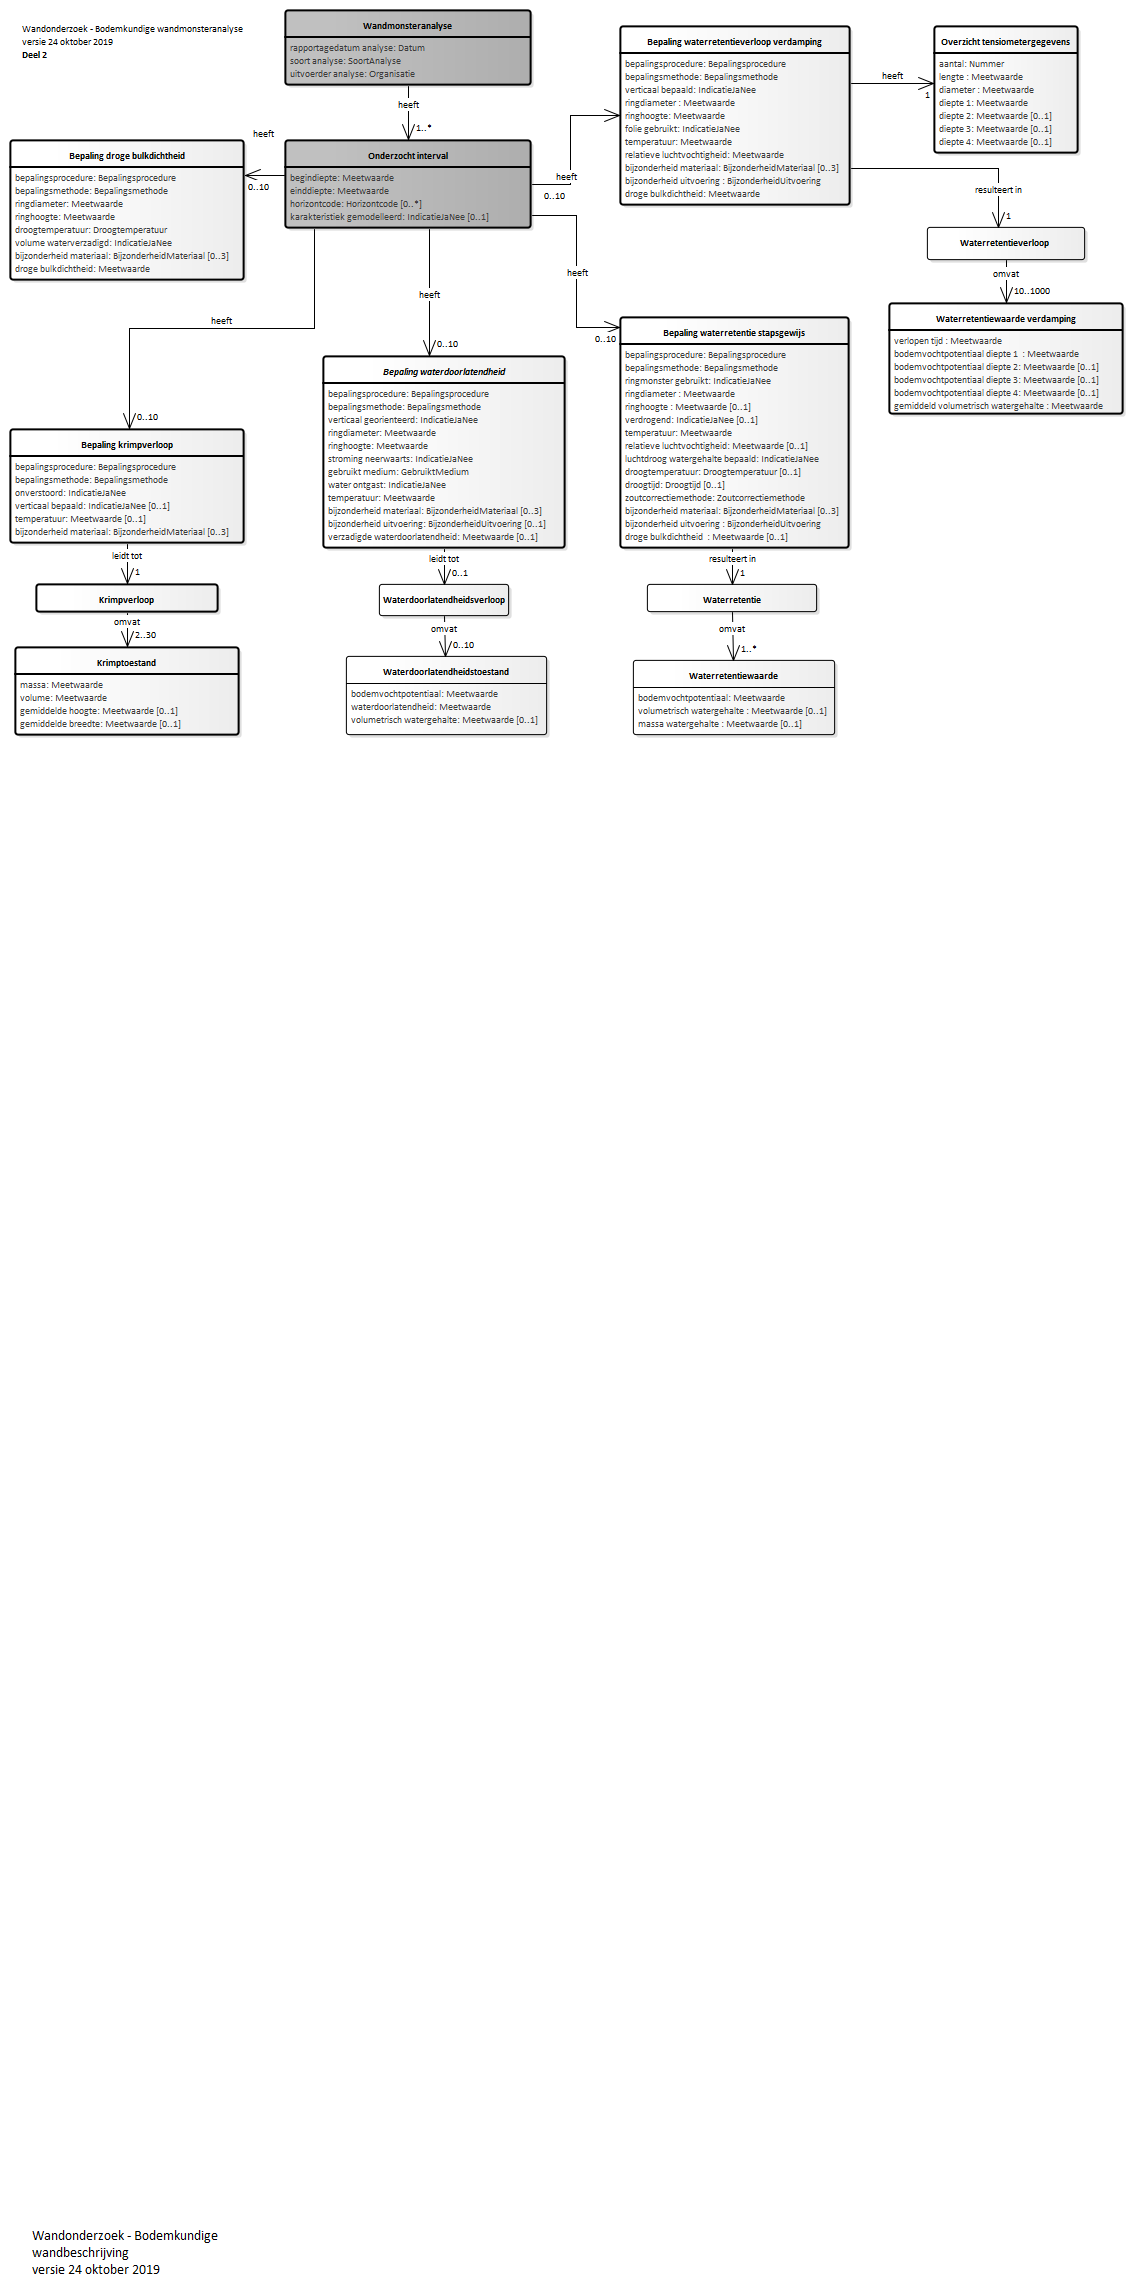 Wandonderzoek - Bodemkundige wandmonsteranalyse
versie 24 oktober 2019
Deel 2
Wandmonsteranalyse
rapportagedatum analyse: Datum
soort analyse: SoortAnalyse
uitvoerder analyse: Organisatie
heeft
1..*
Onderzocht interval
begindiepte: Meetwaarde
einddiepte: Meetwaarde
horizontcode: Horizontcode [0..*]
karakteristiek gemodelleerd: IndicatieJaNee [0..1]
heeft
0..10
Bepaling droge bulkdichtheid
bepalingsprocedure: Bepalingsprocedure
bepalingsmethode: Bepalingsmethode
ringdiameter: Meetwaarde
ringhoogte: Meetwaarde
droogtemperatuur: Droogtemperatuur
volume waterverzadigd: IndicatieJaNee
bijzonderheid materiaal: BijzonderheidMateriaal [0..3]
droge bulkdichtheid: Meetwaarde
heeft
0..10
Bepaling waterretentieverloop verdamping
bepalingsprocedure: Bepalingsprocedure
bepalingsmethode: Bepalingsmethode
verticaal bepaald: IndicatieJaNee
ringdiameter : Meetwaarde
ringhoogte: Meetwaarde
folie gebruikt: IndicatieJaNee
temperatuur: Meetwaarde
relatieve luchtvochtigheid: Meetwaarde
bijzonderheid materiaal: BijzonderheidMateriaal [0..3]
bijzonderheid uitvoering : BijzonderheidUitvoering
droge bulkdichtheid: Meetwaarde
heeft
1
Overzicht tensiometergegevens
aantal: Nummer
lengte : Meetwaarde
diameter : Meetwaarde
diepte 1: Meetwaarde
diepte 2: Meetwaarde [0..1]
diepte 3: Meetwaarde [0..1]
diepte 4: Meetwaarde [0..1]
resulteert in
1
Waterretentieverloop
omvat
10..1000
Waterretentiewaarde verdamping
verlopen tijd : Meetwaarde
bodemvochtpotentiaal diepte 1  : Meetwaarde
bodemvochtpotentiaal diepte 2: Meetwaarde [0..1]
bodemvochtpotentiaal diepte 3: Meetwaarde [0..1]
bodemvochtpotentiaal diepte 4: Meetwaarde [0..1]
gemiddeld volumetrisch watergehalte : Meetwaarde
heeft
0..10
Bepaling krimpverloop
bepalingsprocedure: Bepalingsprocedure
bepalingsmethode: Bepalingsmethode
onverstoord: IndicatieJaNee
verticaal bepaald: IndicatieJaNee [0..1]
temperatuur: Meetwaarde [0..1]
bijzonderheid materiaal: BijzonderheidMateriaal [0..3]
leidt tot
1
Krimpverloop
omvat
2..30
Krimptoestand
massa: Meetwaarde
volume: Meetwaarde
gemiddelde hoogte: Meetwaarde [0..1]
gemiddelde breedte: Meetwaarde [0..1]
heeft
0..10
Bepaling waterdoorlatendheid
bepalingsprocedure: Bepalingsprocedure
bepalingsmethode: Bepalingsmethode
verticaal georienteerd: IndicatieJaNee
ringdiameter: Meetwaarde
ringhoogte: Meetwaarde
stroming neerwaarts: IndicatieJaNee
gebruikt medium: GebruiktMedium
water ontgast: IndicatieJaNee
temperatuur: Meetwaarde
bijzonderheid materiaal: BijzonderheidMateriaal [0..3]
bijzonderheid uitvoering: BijzonderheidUitvoering [0..1]
verzadigde waterdoorlatendheid: Meetwaarde [0..1]
leidt tot
0..1
Waterdoorlatendheidsverloop
omvat
0..10
Waterdoorlatendheidstoestand
bodemvochtpotentiaal: Meetwaarde
waterdoorlatendheid: Meetwaarde
volumetrisch watergehalte: Meetwaarde [0..1]
heeft
0..10
Bepaling waterretentie stapsgewijs
bepalingsprocedure: Bepalingsprocedure
bepalingsmethode: Bepalingsmethode
ringmonster gebruikt: IndicatieJaNee
ringdiameter : Meetwaarde
ringhoogte : Meetwaarde [0..1]
verdrogend: IndicatieJaNee [0..1]
temperatuur: Meetwaarde
relatieve luchtvochtigheid: Meetwaarde [0..1]
luchtdroog watergehalte bepaald: IndicatieJaNee
droogtemperatuur: Droogtemperatuur [0..1]
droogtijd: Droogtijd [0..1]
zoutcorrectiemethode: Zoutcorrectiemethode
bijzonderheid materiaal: BijzonderheidMateriaal [0..3]
bijzonderheid uitvoering : BijzonderheidUitvoering
droge bulkdichtheid  : Meetwaarde [0..1]
resulteert in
1
Waterretentie
omvat
1..*
Waterretentiewaarde
bodemvochtpotentiaal: Meetwaarde
volumetrisch watergehalte : Meetwaarde [0..1]
massa watergehalte : Meetwaarde [0..1]
Wandonderzoek - Bodemkundige
wandbeschrijving
versie 24 oktober 2019